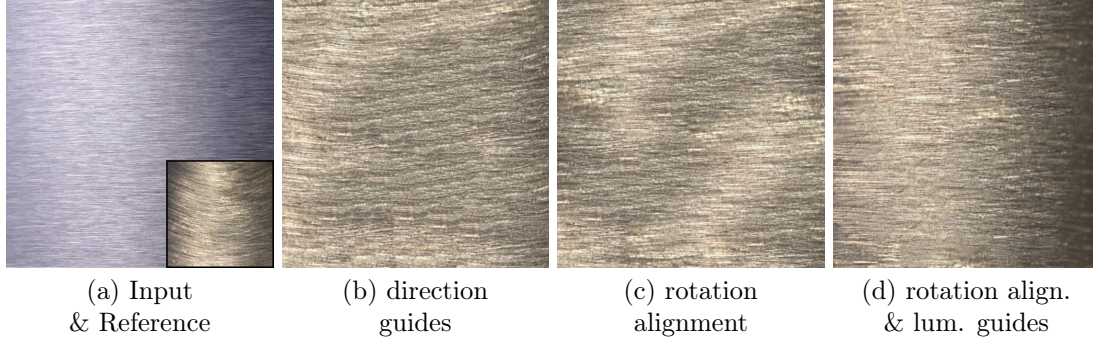 (a) Input
& Reference
(b) direction
guides
(c) rotation
alignment
(d) rotation align.
& lum. guides